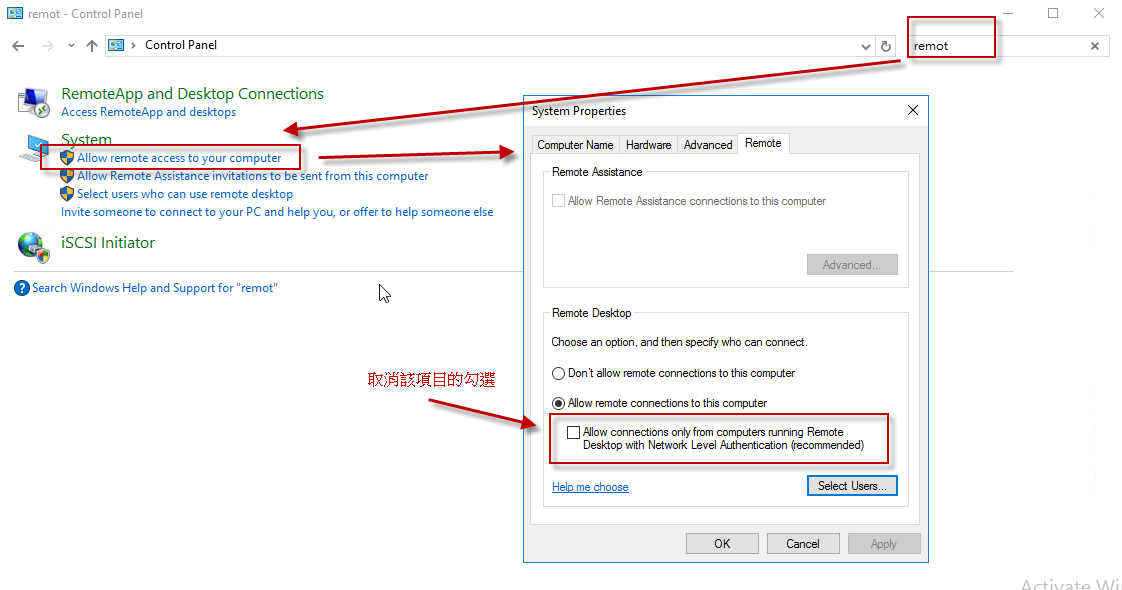 remot - Control Panel
Control Panel
remot
RemoteApp and Desktop Connections
Access RemoteApp and desktops
System
Allow remote access to your computer
Allow Remote Assistance invitations to be sent from this computer
Select users who can use remote desktop
Invite someone to connect to your PC and help you, or offer to help someone else
iSCSI Initiator
Search Windows Help and Support for "remot"
System Properties
Computer Name
Hardware
Advanced
Remote
Remote Assistance
Allow Remote Assistance connections to this computer
Advanced...
Remote Desktop
Choose an option, and then specify who can connect.
Don't allow remote connections to this computer
取消該項目的勾選
Allow remote connections to this computer
Allow connections only from computers running Remote
Desktop with Network Level Authentication (recommended)
Help me choose
Select Users...
OK
Cancel
Apply
Activate Wi